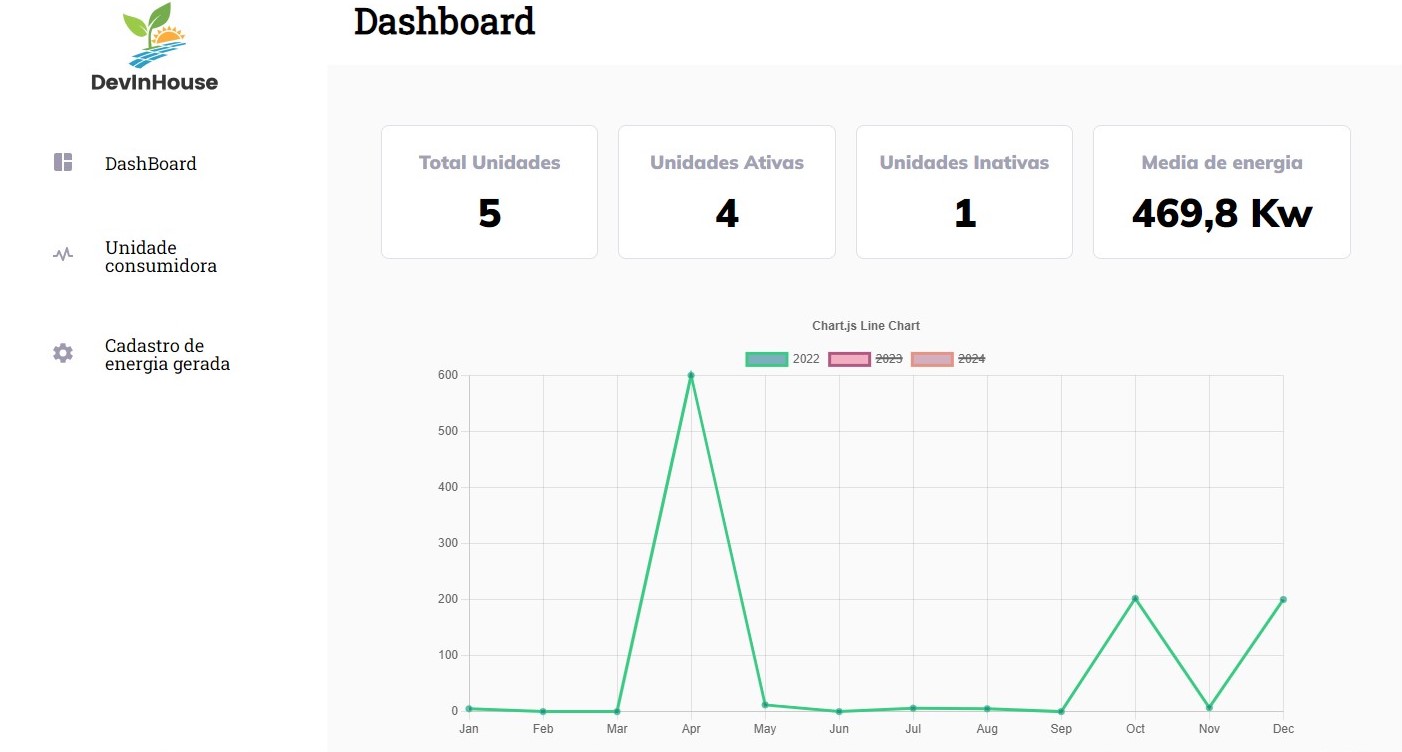 DevInHouse
DashBoard
Unidade
consumidora
Cadastro de
energia gerada
Dashboard
Total Unidades
5
Unidades Ativas
4
Unidades Inativas
1
Media de energia
469,8 Kw
Chart.js Line Chart
2022 2023 2024
600
500
400
300
200
100
0
Jan Feb Mar Apr May Jun Jul Aug Sep Oct Nov Dec